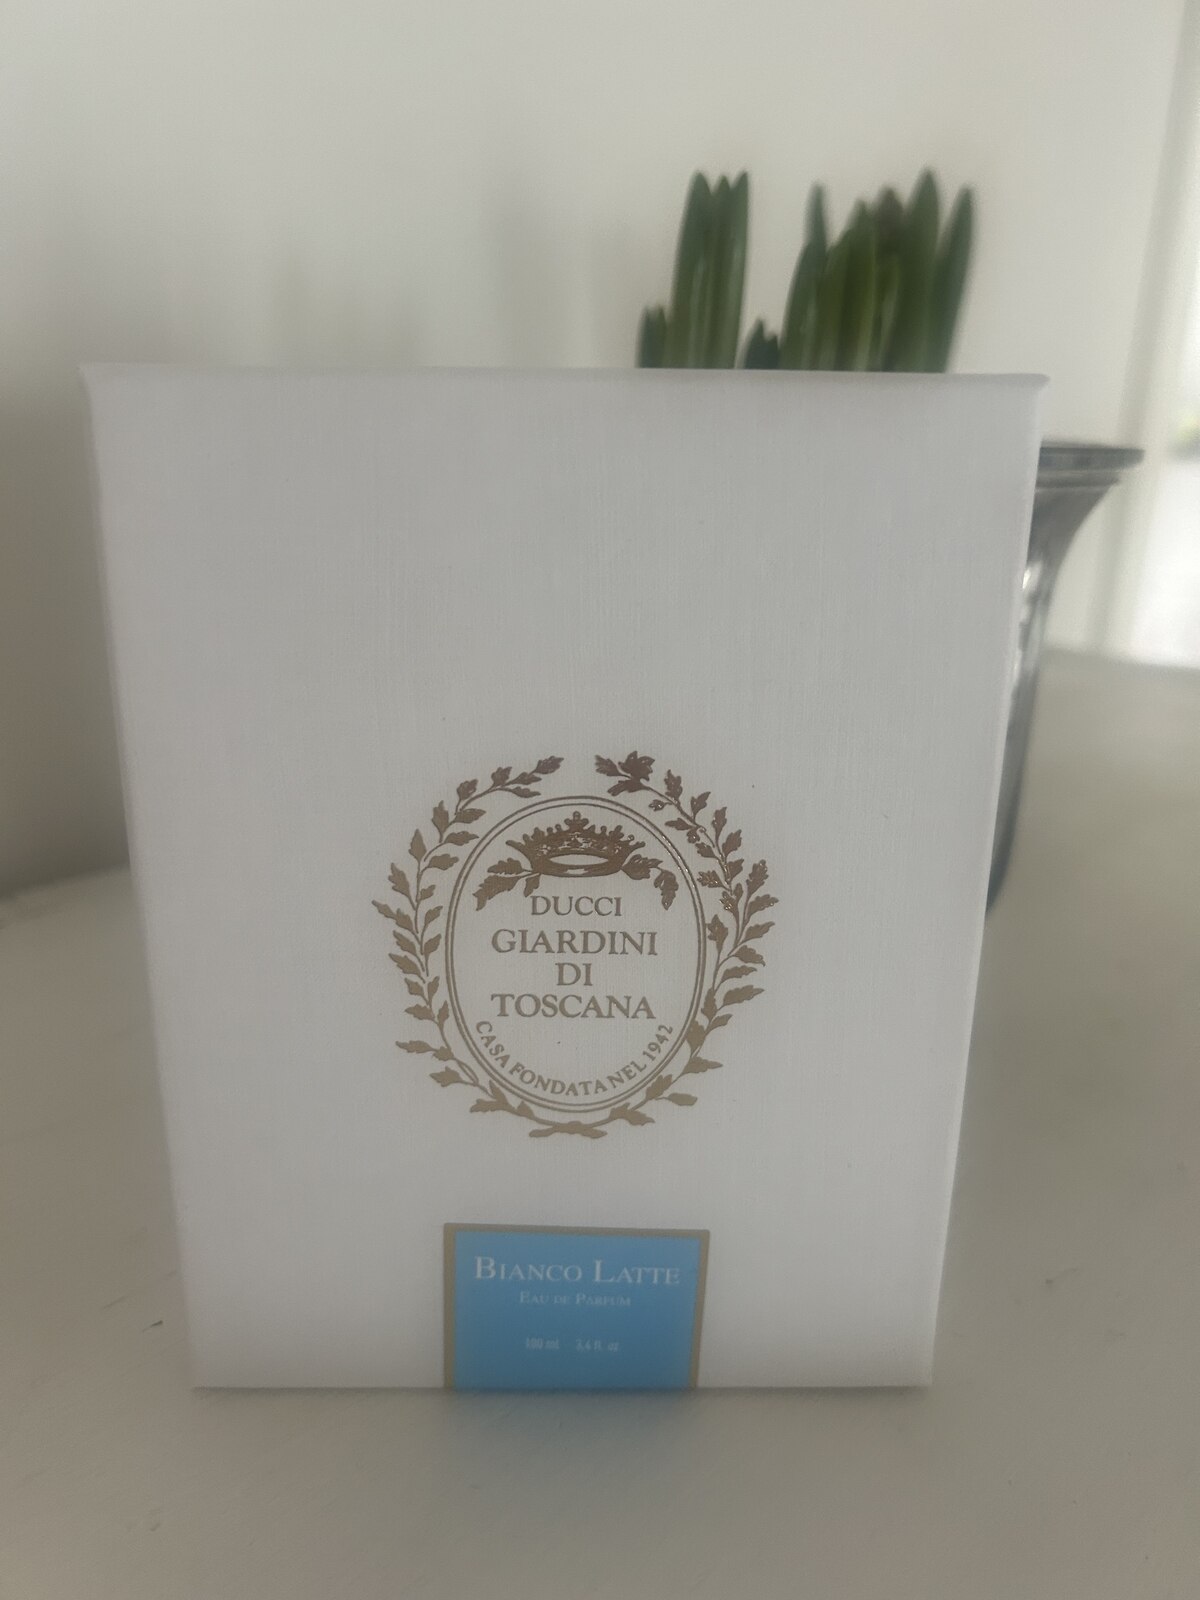 DUCCI
GIARDINI
DI
TOSCANA
CASA FONDATA NEL 1942
BIANCO LATTE
EAU DE PARFUM
100 ml 3.4 fl. oz